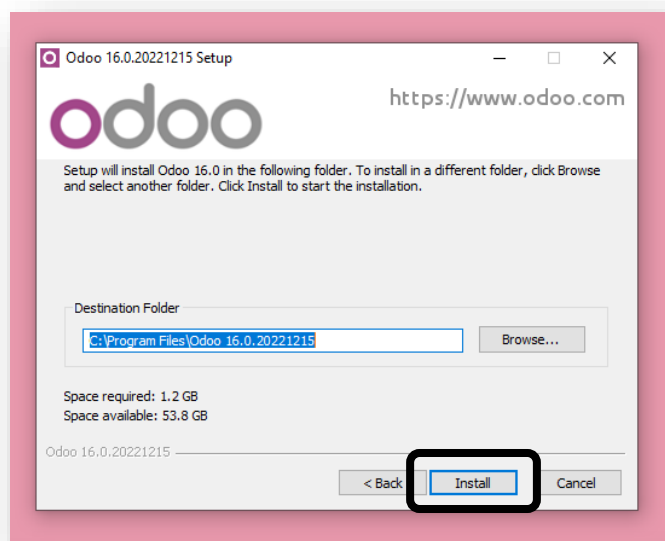 Odoo 16.0.20221215 Setup
odoo
https://www.odoo.com
Setup will install Odoo 16.0 in the following folder. To install in a different folder, click Browse
and select another folder. Click Install to start the installation.
Destination Folder
C:\Program Files\Odoo 16.0.20221215
Browse...
Space required: 1.2 GB
Space available: 53.8 GB
Odoo 16.0.20221215
< Back Install Cancel